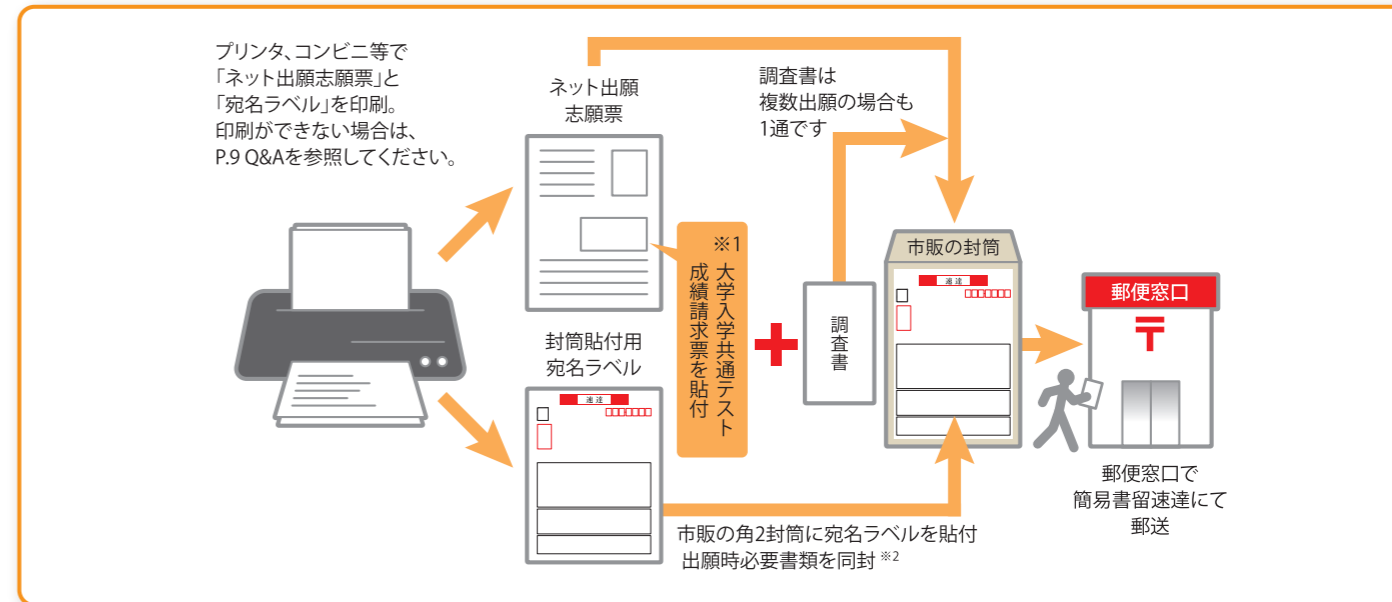 プリンタ、コンビニ等で
「ネット出願志願票」と
「宛名ラベル」を印刷。
印刷ができない場合は、
P.9 Q&Aを参照してください。
ネット出願
志願票
調査書は
複数出願の場合も
1通です
※1
大学入学共通テスト
成績請求票を貼付
調査書
市販の封筒
速達
郵便窓口
封筒貼付用
宛名ラベル
速達
郵便窓口で
簡易書留速達にて
郵送
市販の角2封筒に宛名ラベルを貼付
出願時必要書類を同封 ※2